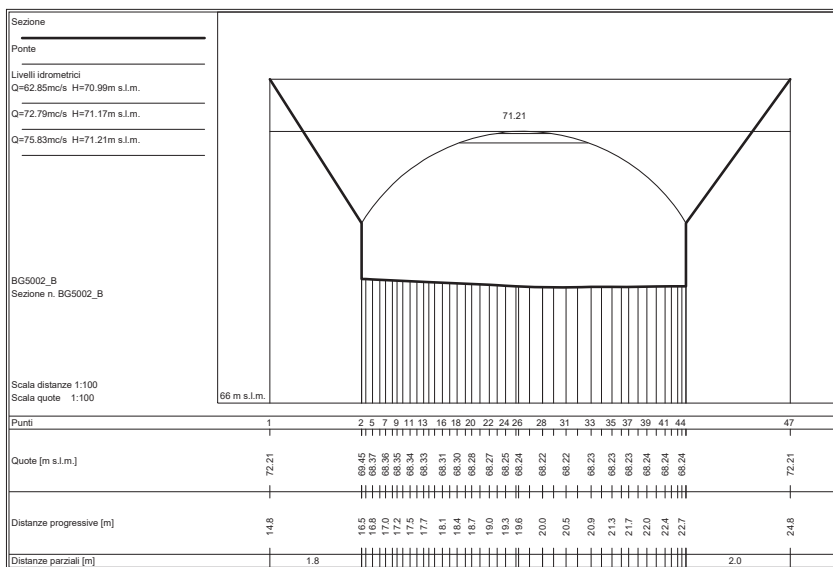 Sezione
Ponte
Livelli idrometrici
Q=62.85mc/s H=70.99m s.l.m.
Q=72.79mc/s H=71.17m s.l.m.
Q=75.83mc/s H=71.21m s.l.m.
71.21
BG5002_B
Sezione n. BG5002_B
Scala distanze 1:100
Scala quote 1:100
66 m s.l.m.
Punti 1 2 5 7 9 11 13 16 18 20 22 24 26 28 31 33 35 37 39 41 44 47
Quote [m s.l.m.] 72.21 69.45 68.37 68.36 68.35 68.34 68.33 68.31 68.30 68.28 68.27 68.25 68.24 68.22 68.22 68.23 68.23 68.23 68.24 68.24 68.24 72.21
Distanze progressive [m] 14.8 16.5 16.8 17.0 17.2 17.5 17.7 18.1 18.4 18.7 19.0 19.3 19.6 20.0 20.5 20.9 21.3 21.7 22.0 22.4 22.7 24.8
Distanze parziali [m] 1.8 2.0